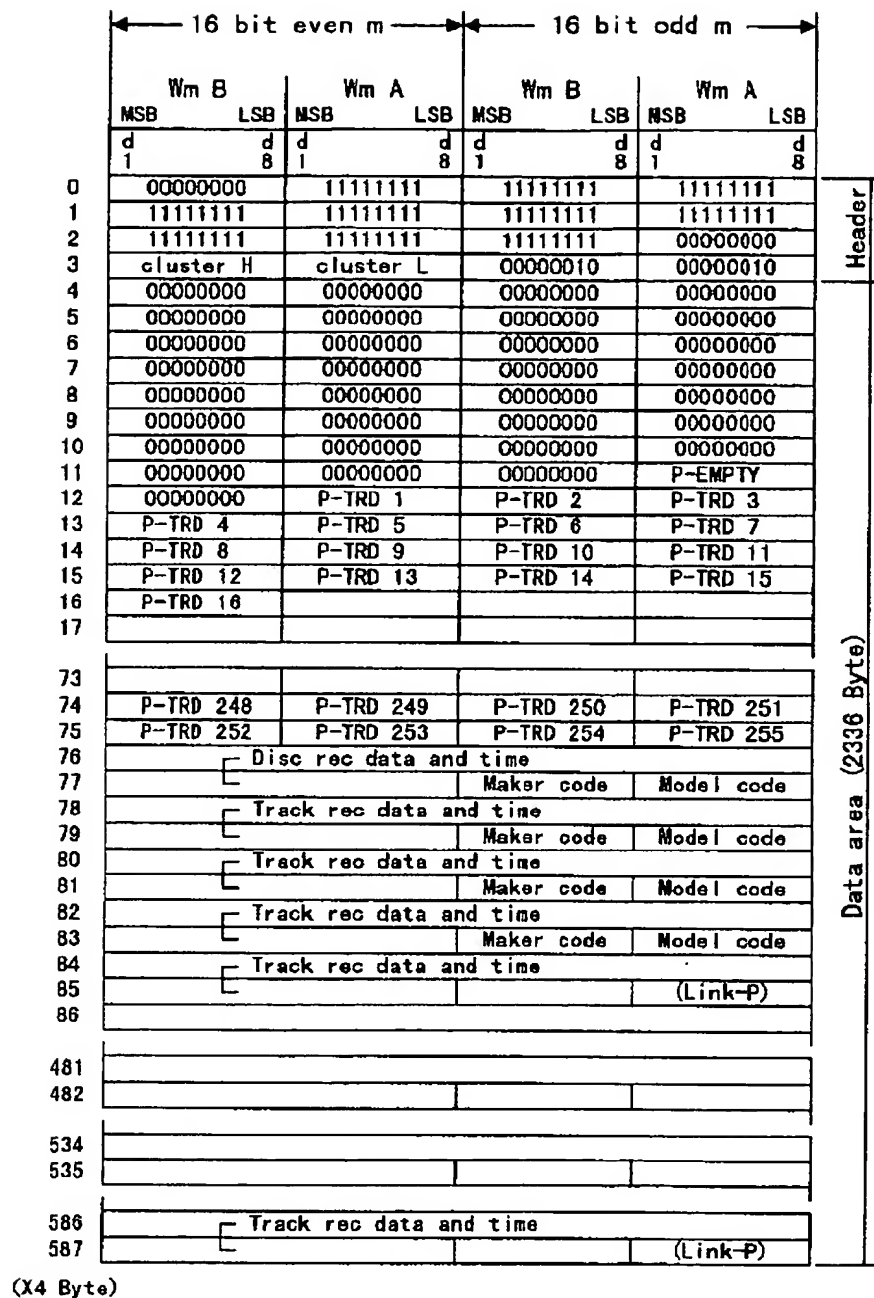 16 bit even m 16 bit odd m
Wm B Wm A Wm B Wm A
MSB LSB MSB LSB MSB LSB MSB LSB
d d d d d d d d
1 8 1 8 1 8 1 8
0 00000000 11111111 11111111 11111111
1 11111111 11111111 11111111 11111111
2 11111111 11111111 11111111 00000000
3 cluster H cluster L 00000010 00000010
Header
4 00000000 00000000 00000000 00000000
5 00000000 00000000 00000000 00000000
6 00000000 00000000 00000000 00000000
7 00000000 00000000 00000000 00000000
8 00000000 00000000 00000000 00000000
9 00000000 00000000 00000000 00000000
10 00000000 00000000 00000000 00000000
11 00000000 00000000 00000000 P-EMPTY
12 00000000 P-TRD 1 P-TRD 2 P-TRD 3
13 P-TRD 4 P-TRD 5 P-TRD 6 P-TRD 7
14 P-TRD 8 P-TRD 9 P-TRD 10 P-TRD 11
15 P-TRD 12 P-TRD 13 P-TRD 14 P-TRD 15
16 P-TRD 16
17
73
74 P-TRD 248 P-TRD 249 P-TRD 250 P-TRD 251
75 P-TRD 252 P-TRD 253 P-TRD 254 P-TRD 255
76 Disc rec data and time
77 Maker code Model code
78 Track rec data and time
79 Maker code Model code
80 Track rec data and time
81 Maker code Model code
82 Track rec data and time
83 Maker code Model code
84 Track rec data and time
85 (Link-P)
86
481
482
534
535
586 Track rec data and time
587 (Link-P)
Data area (2336 Byte)
(X4 Byte)